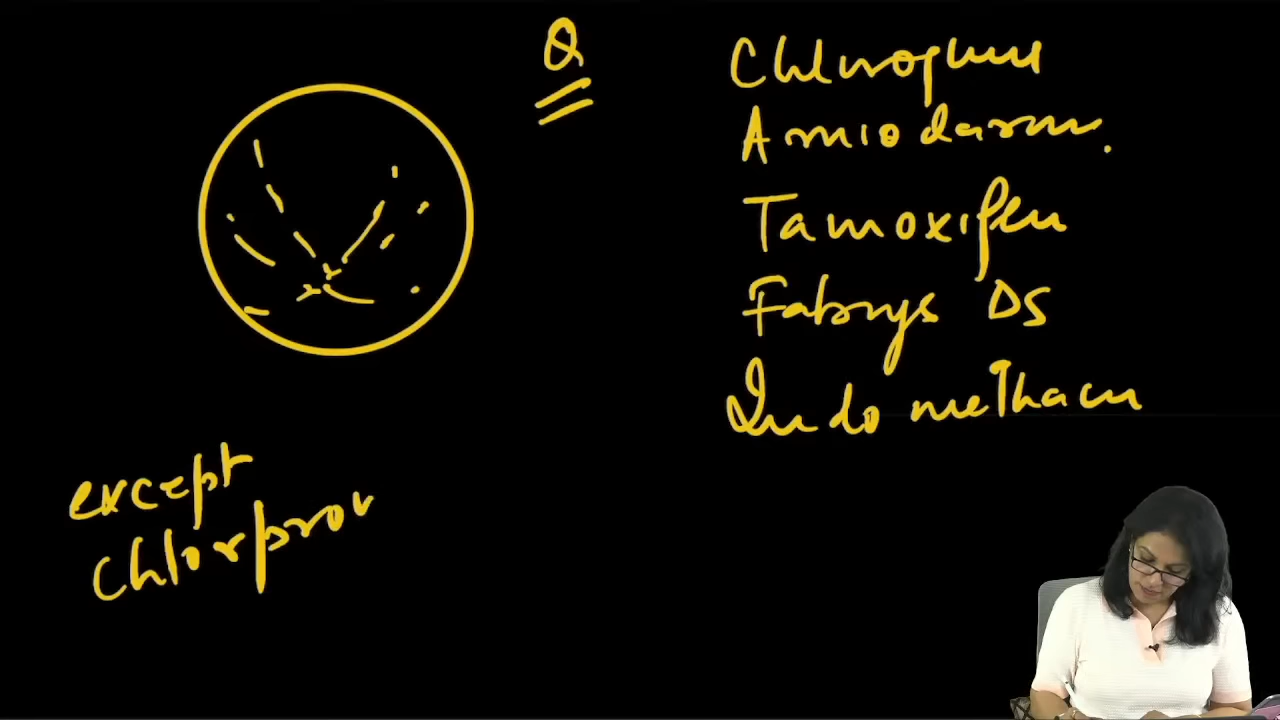 Q
Chloroquine
Amiodarone.
Tamoxifen
Fabrys DS
Indomethacin
except
Chlorprom